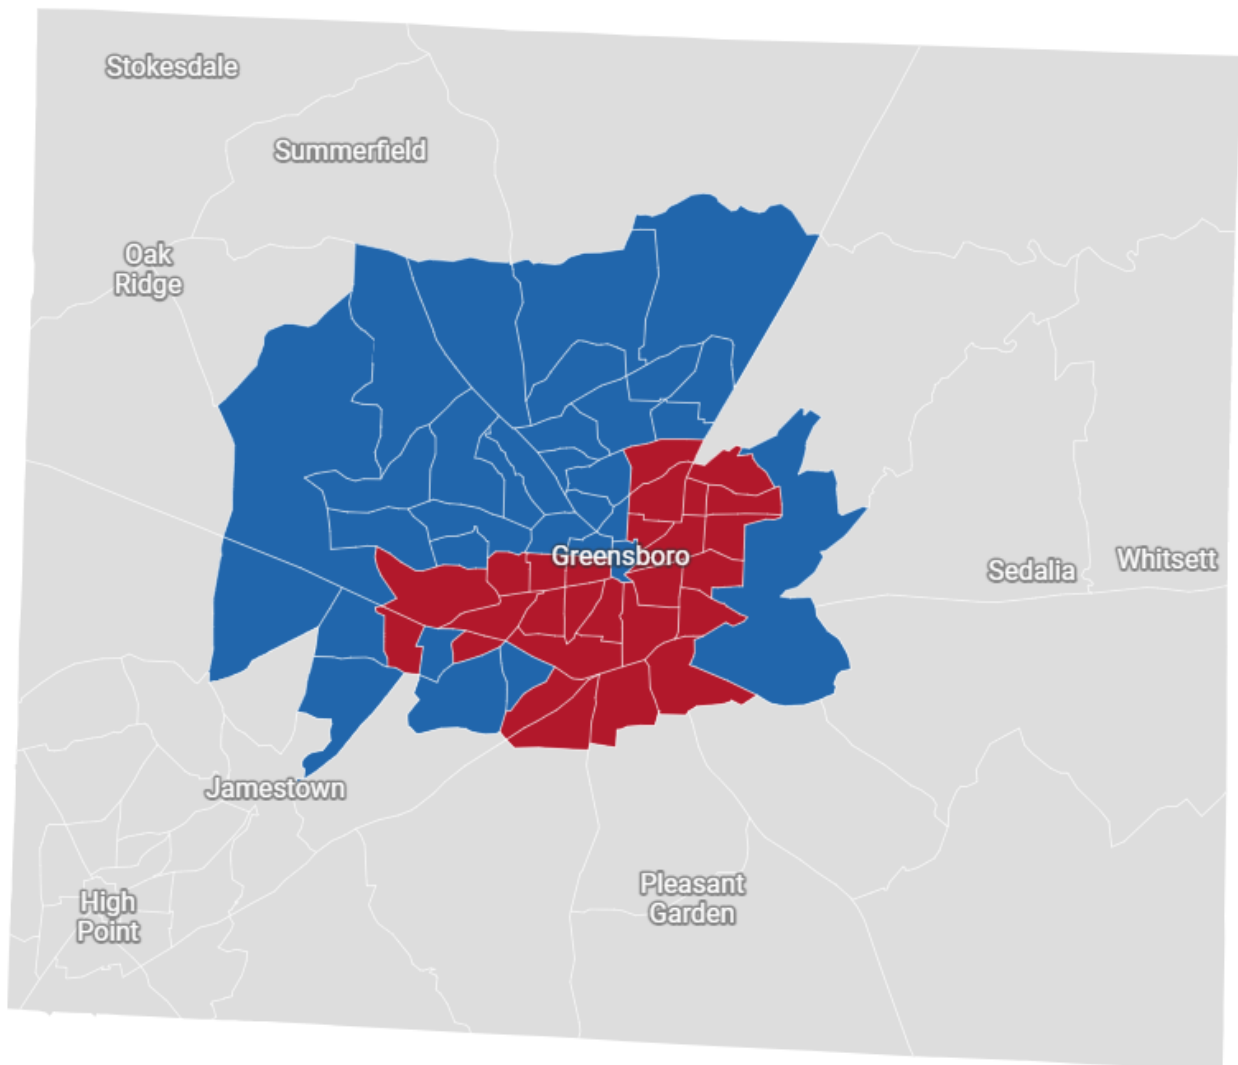 Stokesdale
Summerfield
Oak
Ridge
Greensboro
Sedalia
Whitsett
Jamestown
Pleasant
Garden
High
Point